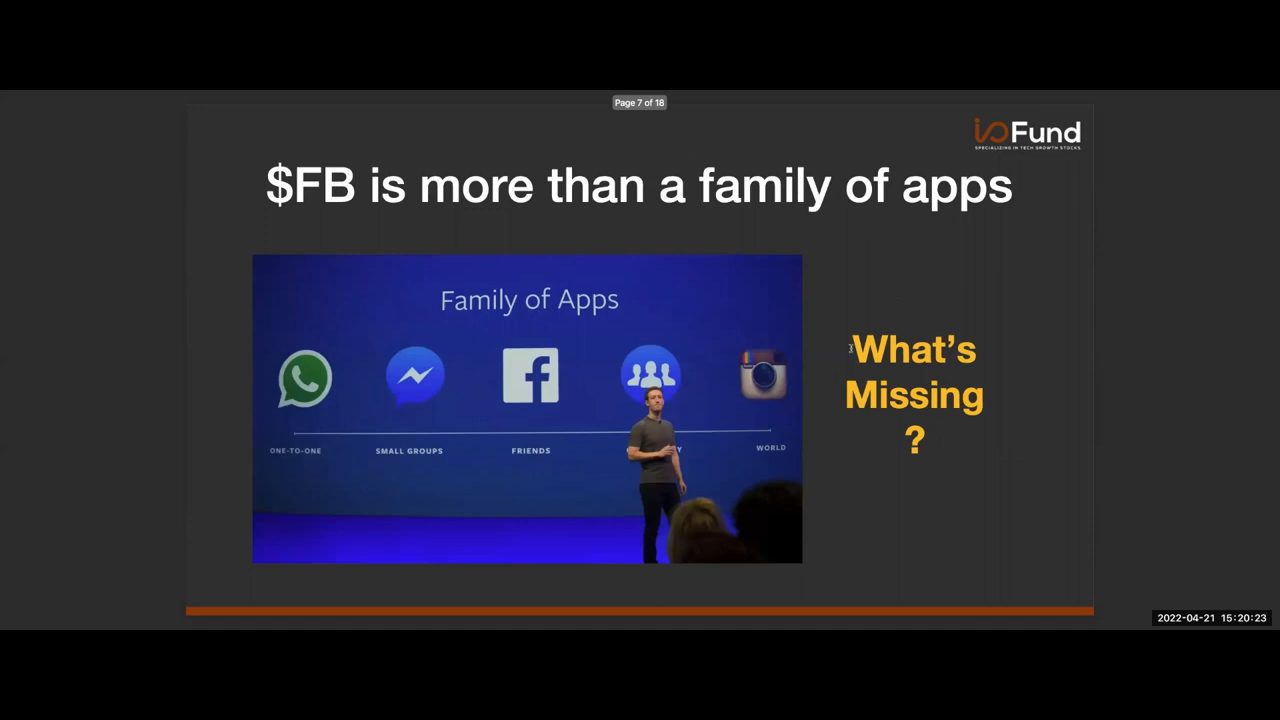 Page 7 of 18
ioFund
SPECIALIZING IN TECH GROWTH STOCKS
$FB is more than a family of apps
Family of Apps
ONE-TO-ONE
SMALL GROUPS
FRIENDS
WORLD
What's
Missing
?
2022-04-21 15:20:23